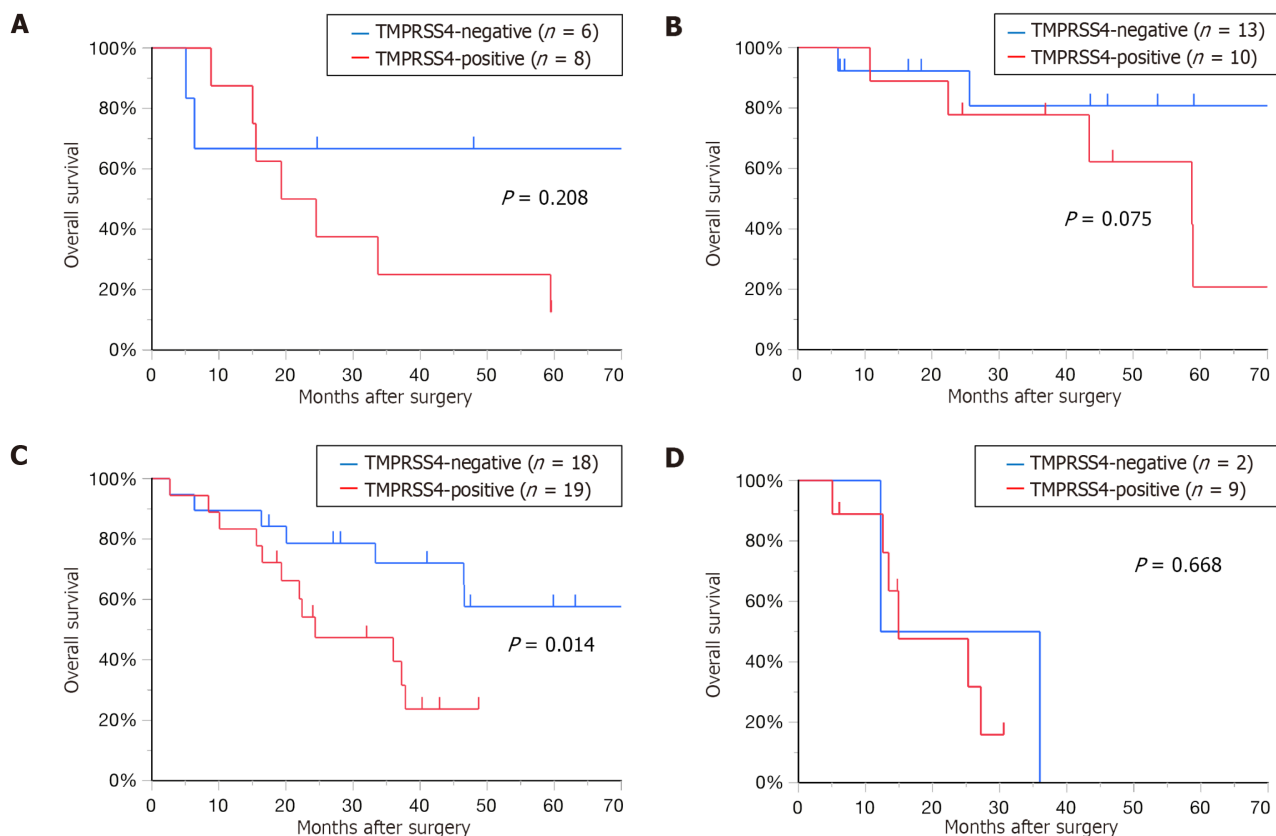 A
TMPRSS4-negative (n = 6)
TMPRSS4-positive (n = 8)
100%
80%
60%
40%
20%
0%
Overall survival
P = 0.208
0 10 20 30 40 50 60 70
Months after surgery
B
TMPRSS4-negative (n = 13)
TMPRSS4-positive (n = 10)
100%
80%
60%
40%
20%
0%
Overall survival
P = 0.075
0 10 20 30 40 50 60 70
Months after surgery
C
TMPRSS4-negative (n = 18)
TMPRSS4-positive (n = 19)
100%
80%
60%
40%
20%
0%
Overall survival
P = 0.014
0 10 20 30 40 50 60 70
Months after surgery
D
TMPRSS4-negative (n = 2)
TMPRSS4-positive (n = 9)
100%
80%
60%
40%
20%
0%
Overall survival
P = 0.668
0 10 20 30 40 50 60 70
Months after surgery